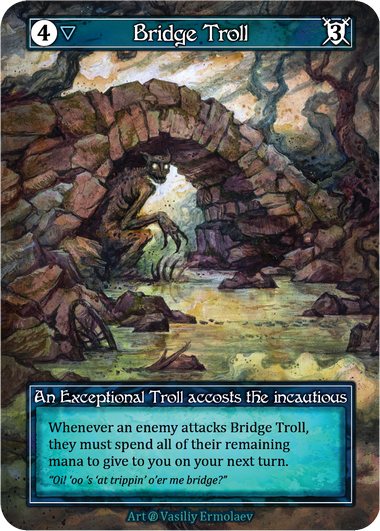 4
Bridge Troll
3
An Exceptional Troll accosts the incautious
Whenever an enemy attacks Bridge Troll,
they must spend all of their remaining
mana to give to you on your next turn.
“Oi! ’oo ’s ’at trippin’ o’er me bridge?”
Art ⓥ Vasiliy Ermolaev